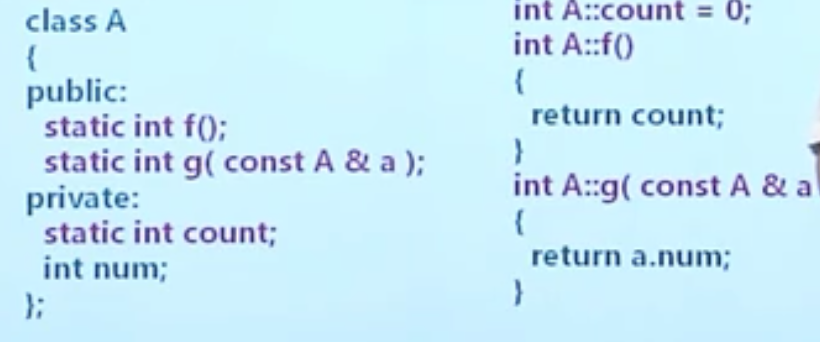 class A
{
public:
static int f();
static int g( const A & a );
private:
static int count;
int num;
};
int A::count = 0;
int A::f()
{
return count;
}
int A::g( const A & a
{
return a.num;
}